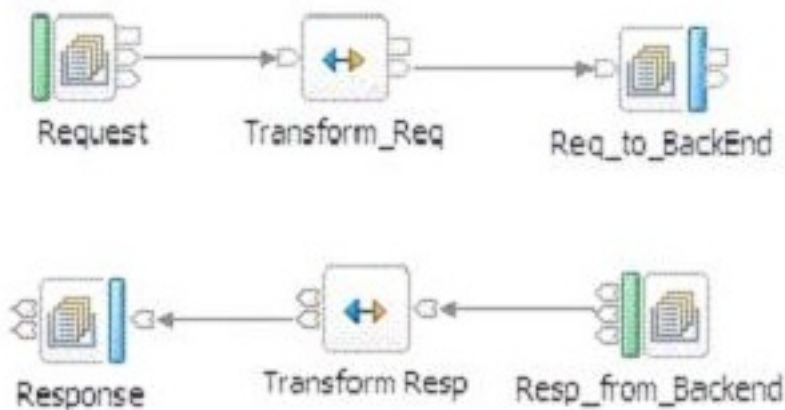 Request
Transform_Req
Req_to_BackEnd
Response
Transform Resp
Resp_from_Backend